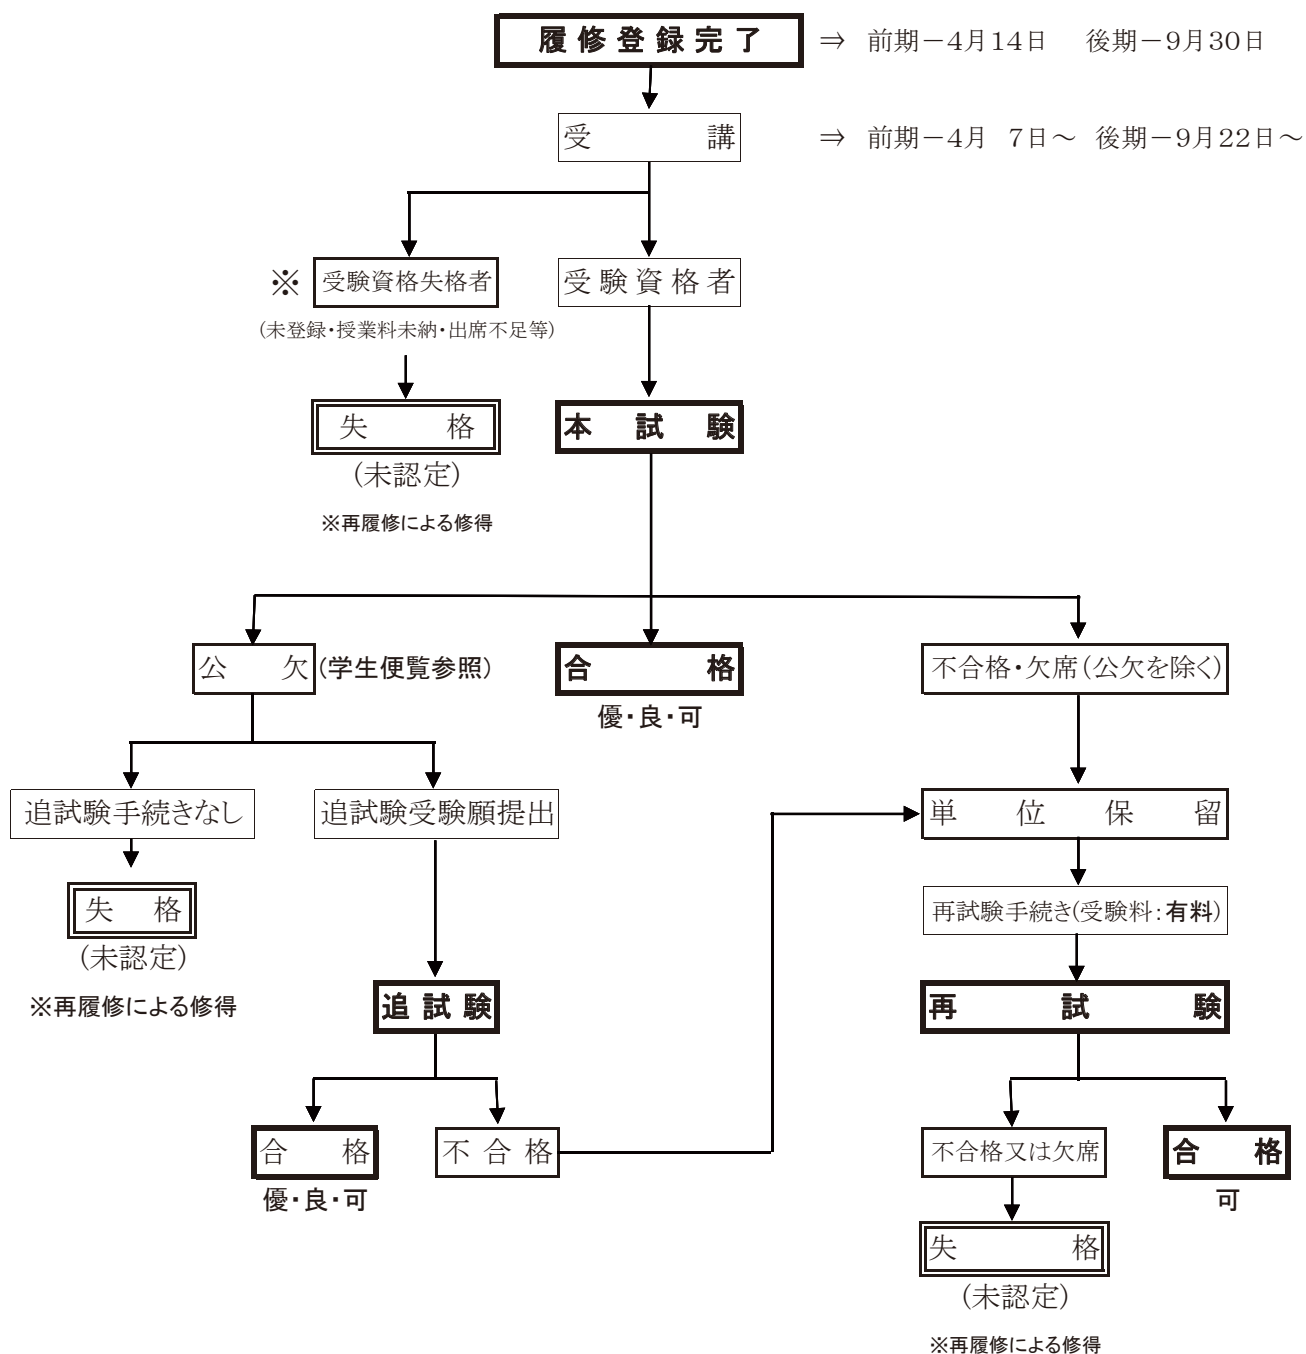 履修登録完了 ⇒ 前期－4月14日 後期－9月30日
受講 ⇒ 前期－4月 7日～ 後期－9月22日～
※ 受験資格失格者 受験資格者
(未登録・授業料未納・出席不足等)
失格 本試験
(未認定)
※再履修による修得
公欠 (学生便覧参照) 合格 不合格・欠席(公欠を除く)
優・良・可
追試験手続きなし 追試験受験願提出 単位保留
失格 再試験手続き(受験料：有料)
(未認定)
※再履修による修得 追試験 再試験
合格 不合格 不合格又は欠席 合格
優・良・可 可
失格
(未認定)
※再履修による修得